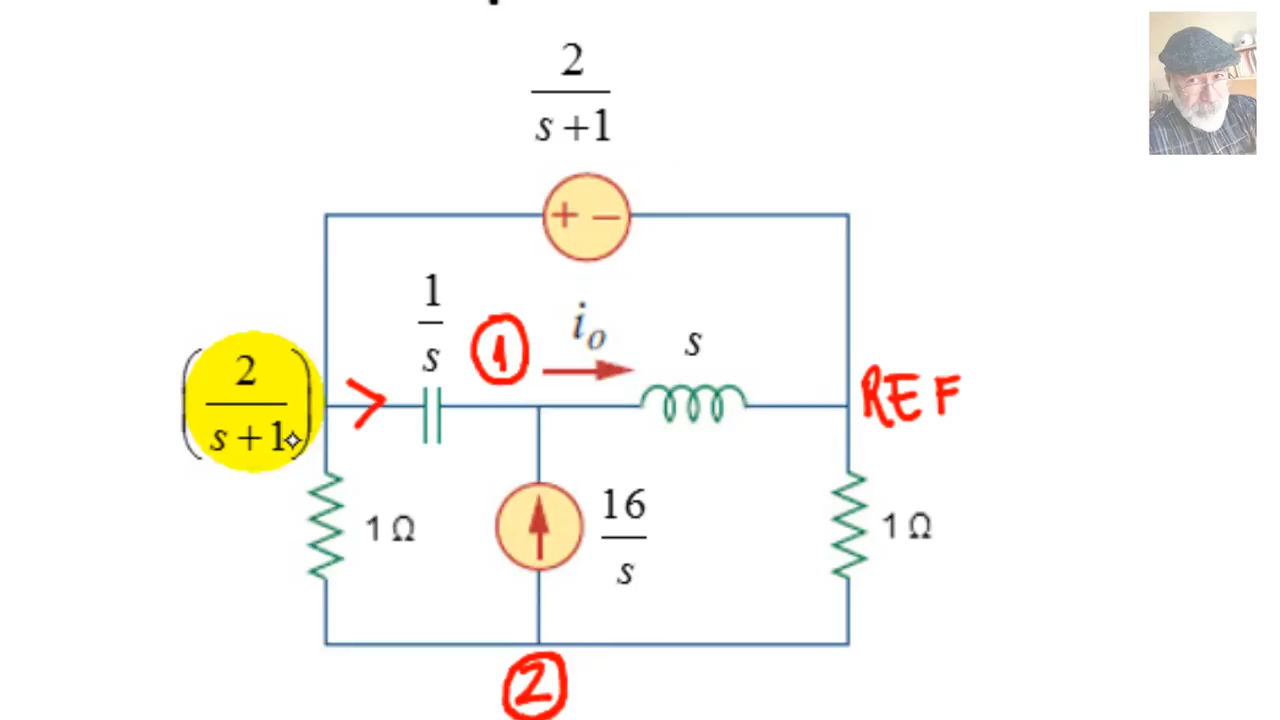 2
s+1
+ −
1
s
1
i_o
s
(2
s+1)
REF
1 Ω
16
s
1 Ω
2